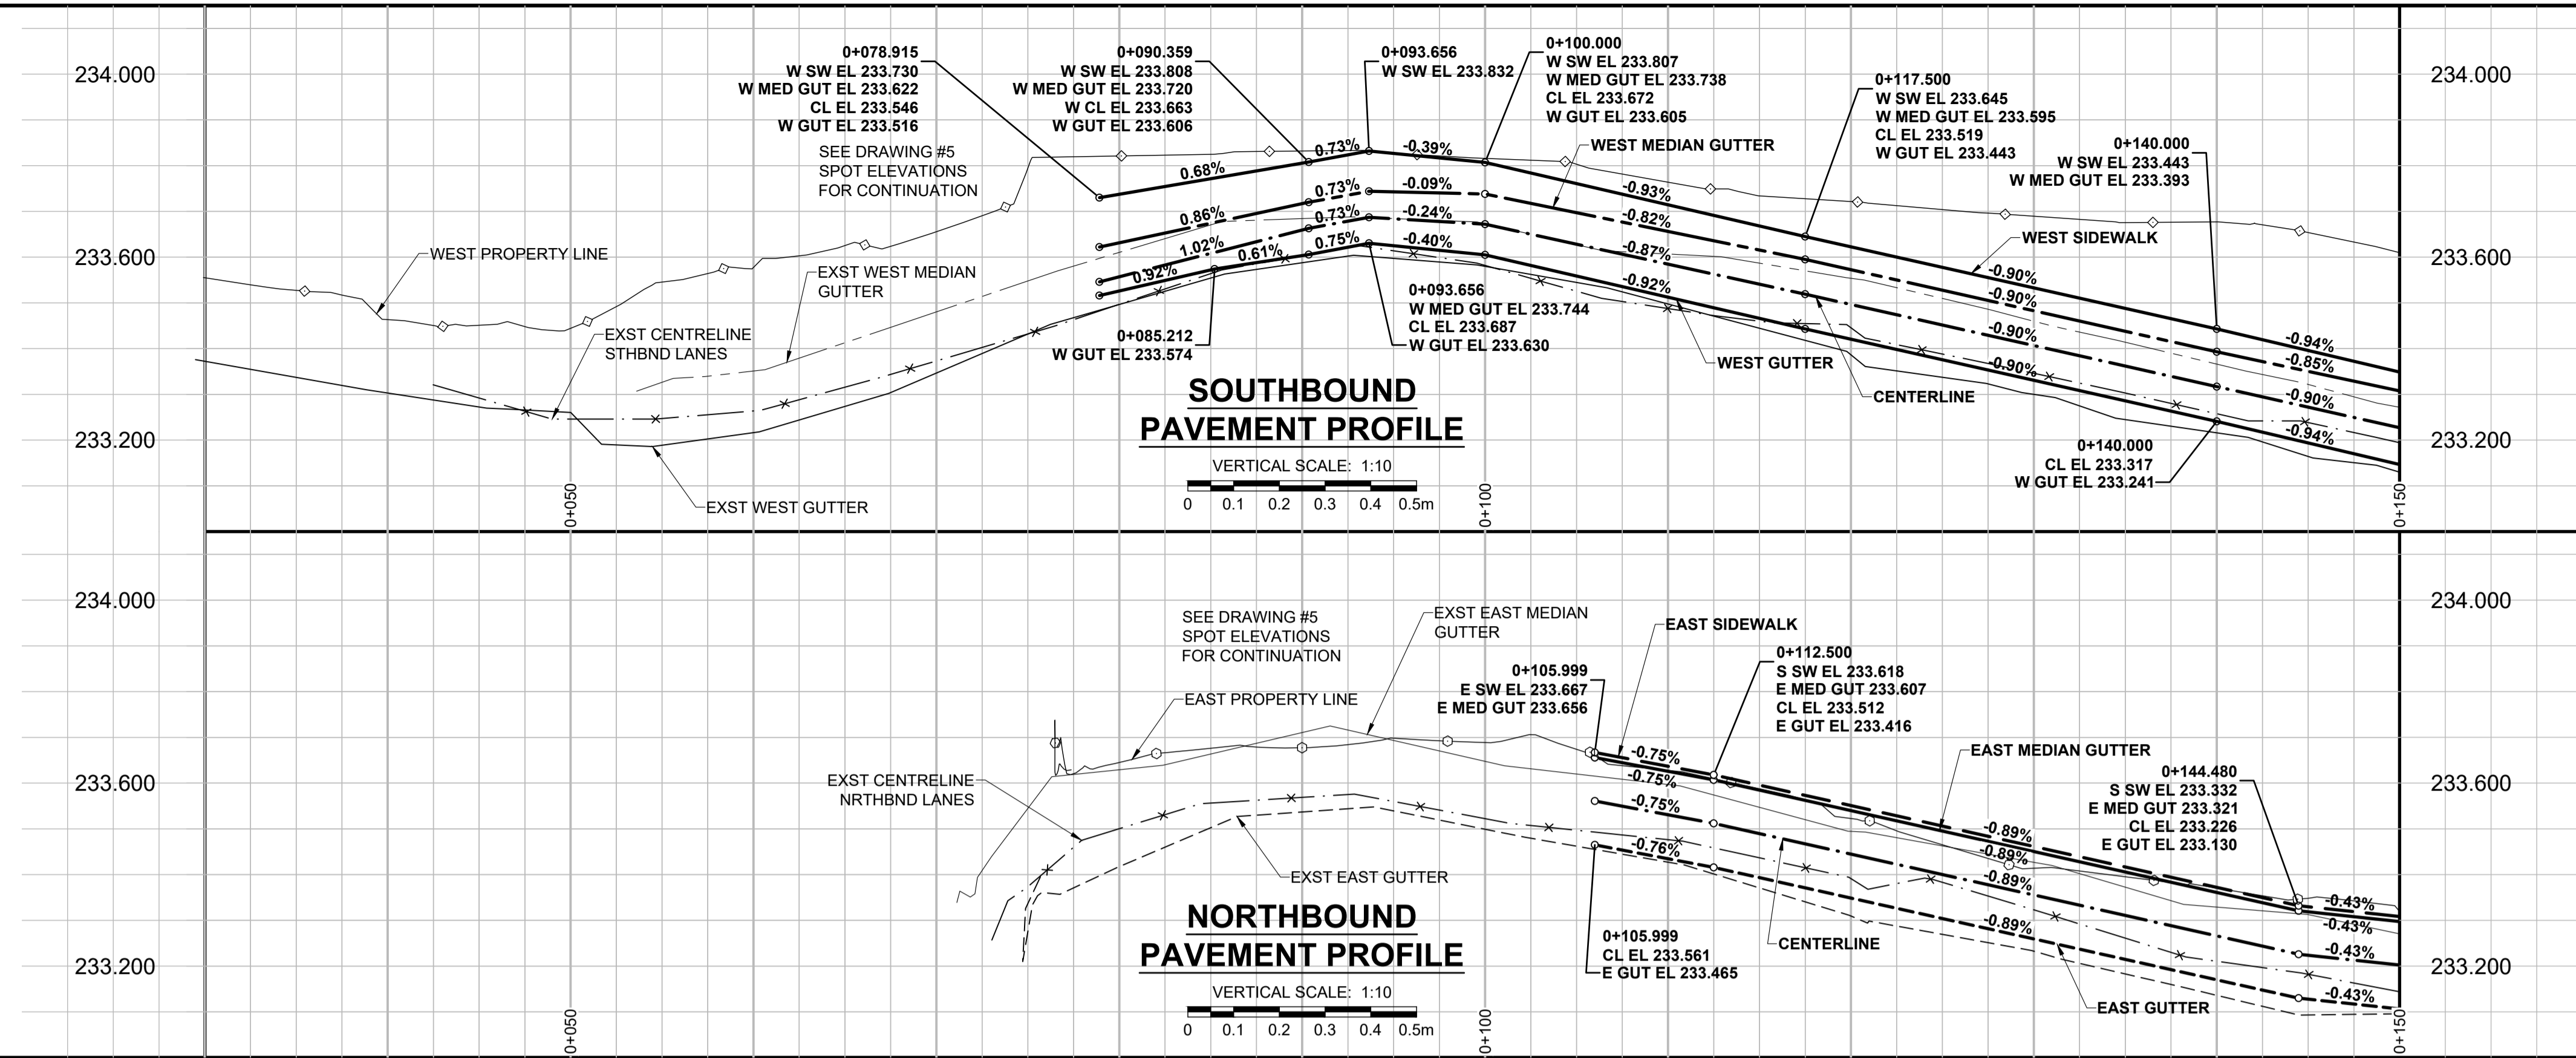 234.000
233.600
233.200
0+078.915
W SW EL 233.730
W MED GUT EL 233.622
CL EL 233.546
W GUT EL 233.516
SEE DRAWING #5
SPOT ELEVATIONS
FOR CONTINUATION
0+090.359
W SW EL 233.808
W MED GUT EL 233.720
W CL EL 233.663
W GUT EL 233.606
0+093.656
W SW EL 233.832
0+100.000
W SW EL 233.807
W MED GUT EL 233.738
CL EL 233.672
W GUT EL 233.605
WEST MEDIAN GUTTER
0+117.500
W SW EL 233.645
W MED GUT EL 233.595
CL EL 233.519
W GUT EL 233.443
0+140.000
W SW EL 233.443
W MED GUT EL 233.393
234.000
233.600
233.200
0.68%
0.73%
-0.39%
-0.93%
-0.90%
-0.94%
0.86%
0.73%
-0.09%
-0.82%
-0.90%
-0.85%
1.02%
0.73%
-0.24%
-0.87%
-0.90%
-0.90%
0.92%
0.61%
0.75%
-0.40%
-0.92%
-0.90%
-0.94%
WEST PROPERTY LINE
EXST WEST MEDIAN
GUTTER
EXST CENTRELINE
STHBND LANES
EXST WEST GUTTER
0+085.212
W GUT EL 233.574
0+093.656
W MED GUT EL 233.744
CL EL 233.687
W GUT EL 233.630
WEST SIDEWALK
WEST GUTTER
CENTERLINE
0+140.000
CL EL 233.317
W GUT EL 233.241
SOUTHBOUND
PAVEMENT PROFILE
VERTICAL SCALE: 1:10
0 0.1 0.2 0.3 0.4 0.5m
0+050
0+100
0+150
234.000
233.600
233.200
SEE DRAWING #5
SPOT ELEVATIONS
FOR CONTINUATION
EXST EAST MEDIAN
GUTTER
EAST SIDEWALK
EAST PROPERTY LINE
0+105.999
E SW EL 233.667
E MED GUT 233.656
0+112.500
S SW EL 233.618
E MED GUT 233.607
CL EL 233.512
E GUT EL 233.416
EAST MEDIAN GUTTER
0+144.480
S SW EL 233.332
E MED GUT 233.321
CL EL 233.226
E GUT EL 233.130
234.000
233.600
233.200
EXST CENTRELINE
NRTHBND LANES
EXST EAST GUTTER
-0.75%
-0.89%
-0.43%
-0.75%
-0.89%
-0.43%
-0.75%
-0.89%
-0.43%
-0.76%
-0.89%
-0.43%
0+105.999
CL EL 233.561
E GUT EL 233.465
CENTERLINE
EAST GUTTER
NORTHBOUND
PAVEMENT PROFILE
VERTICAL SCALE: 1:10
0 0.1 0.2 0.3 0.4 0.5m
0+050
0+100
0+150